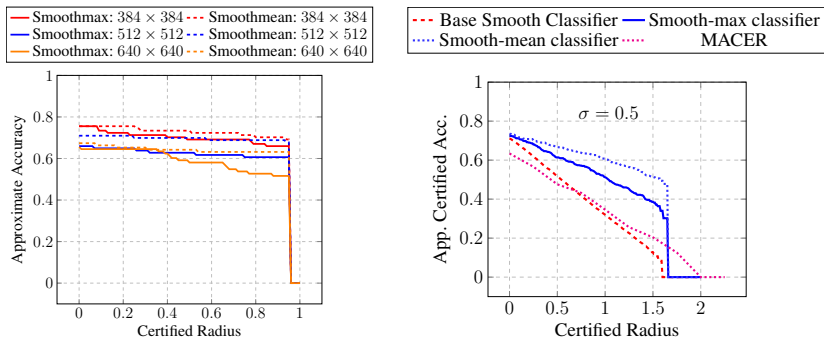 Smoothmax: 384 × 384 Smoothmean: 384 × 384
Smoothmax: 512 × 512 Smoothmean: 512 × 512
Smoothmax: 640 × 640 Smoothmean: 640 × 640
1
0.8
0.6
0.4
0.2
0
0 0.2 0.4 0.6 0.8 1
Approximate Accuracy
Certified Radius
Base Smooth Classifier Smooth-max classifier
Smooth-mean classifier MACER
σ = 0.5
1
0.8
0.6
0.4
0.2
0
0 0.5 1 1.5 2
App. Certified Acc.
Certified Radius